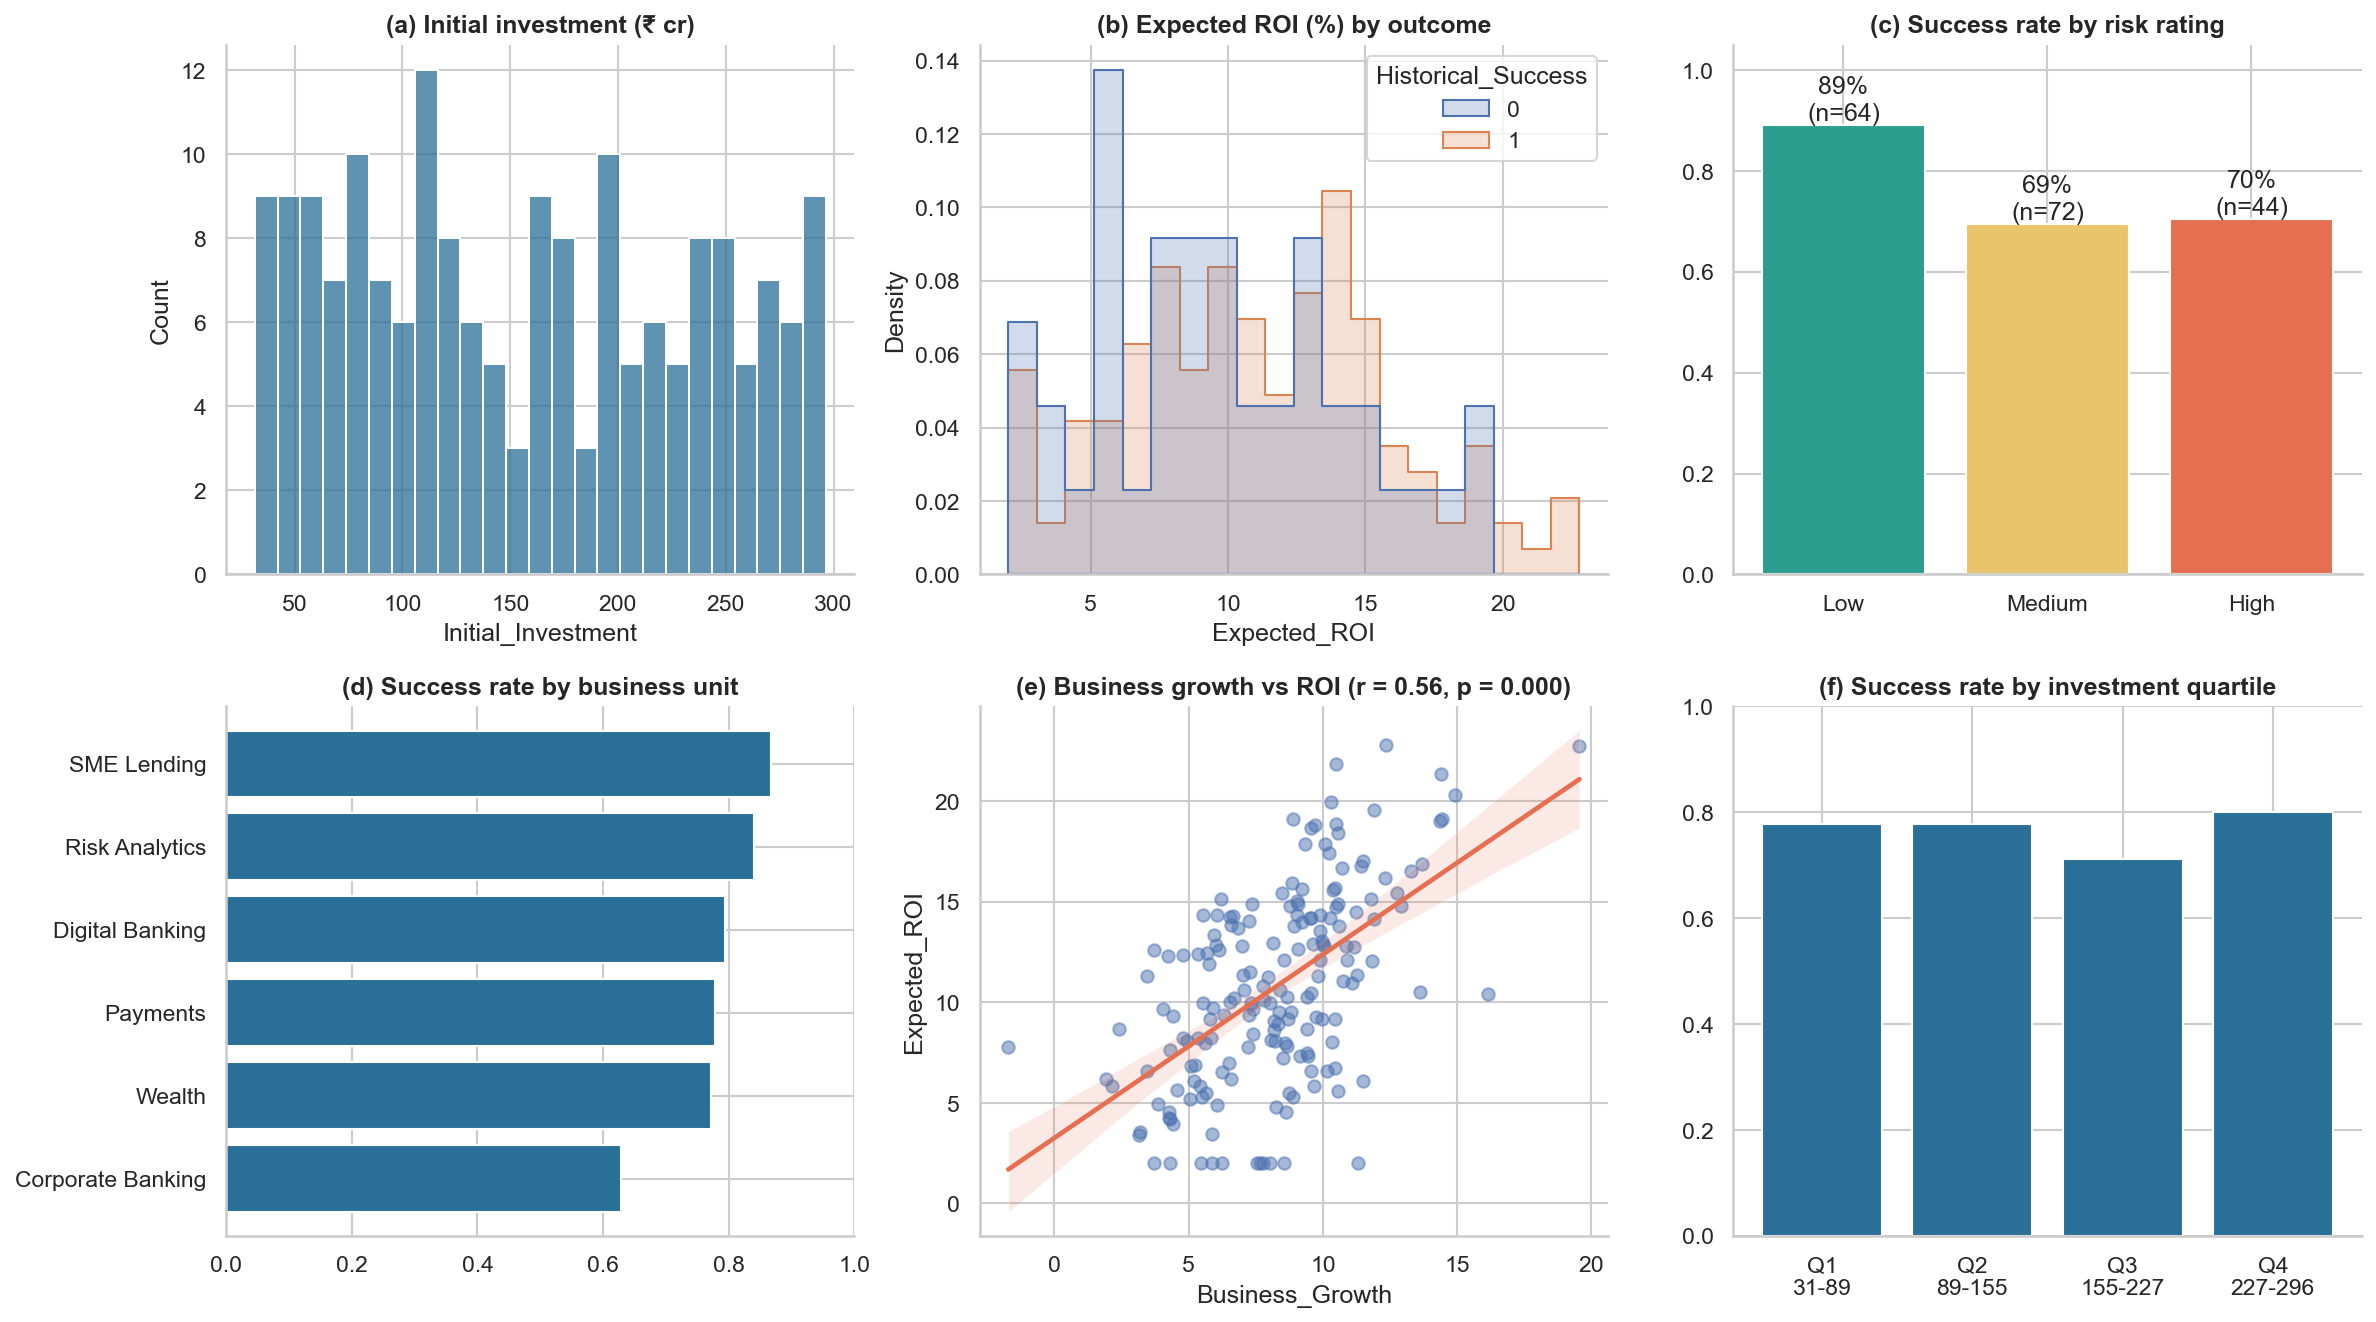 (a) Initial investment (₹ cr)
12
10
8
6
4
2
0
Count
50
100
150
200
250
300
Initial_Investment
(b) Expected ROI (%) by outcome
0.14
0.12
0.10
0.08
0.06
0.04
0.02
0.00
Density
Historical_Success
0
1
5
10
15
20
Expected_ROI
(c) Success rate by risk rating
1.0
0.8
0.6
0.4
0.2
0.0
89%
(n=64)
69%
(n=72)
70%
(n=44)
Low
Medium
High
(d) Success rate by business unit
SME Lending
Risk Analytics
Digital Banking
Payments
Wealth
Corporate Banking
0.0
0.2
0.4
0.6
0.8
1.0
(e) Business growth vs ROI (r = 0.56, p = 0.000)
20
15
10
5
0
Expected_ROI
0
5
10
15
20
Business_Growth
(f) Success rate by investment quartile
1.0
0.8
0.6
0.4
0.2
0.0
Q1
31-89
Q2
89-155
Q3
155-227
Q4
227-296